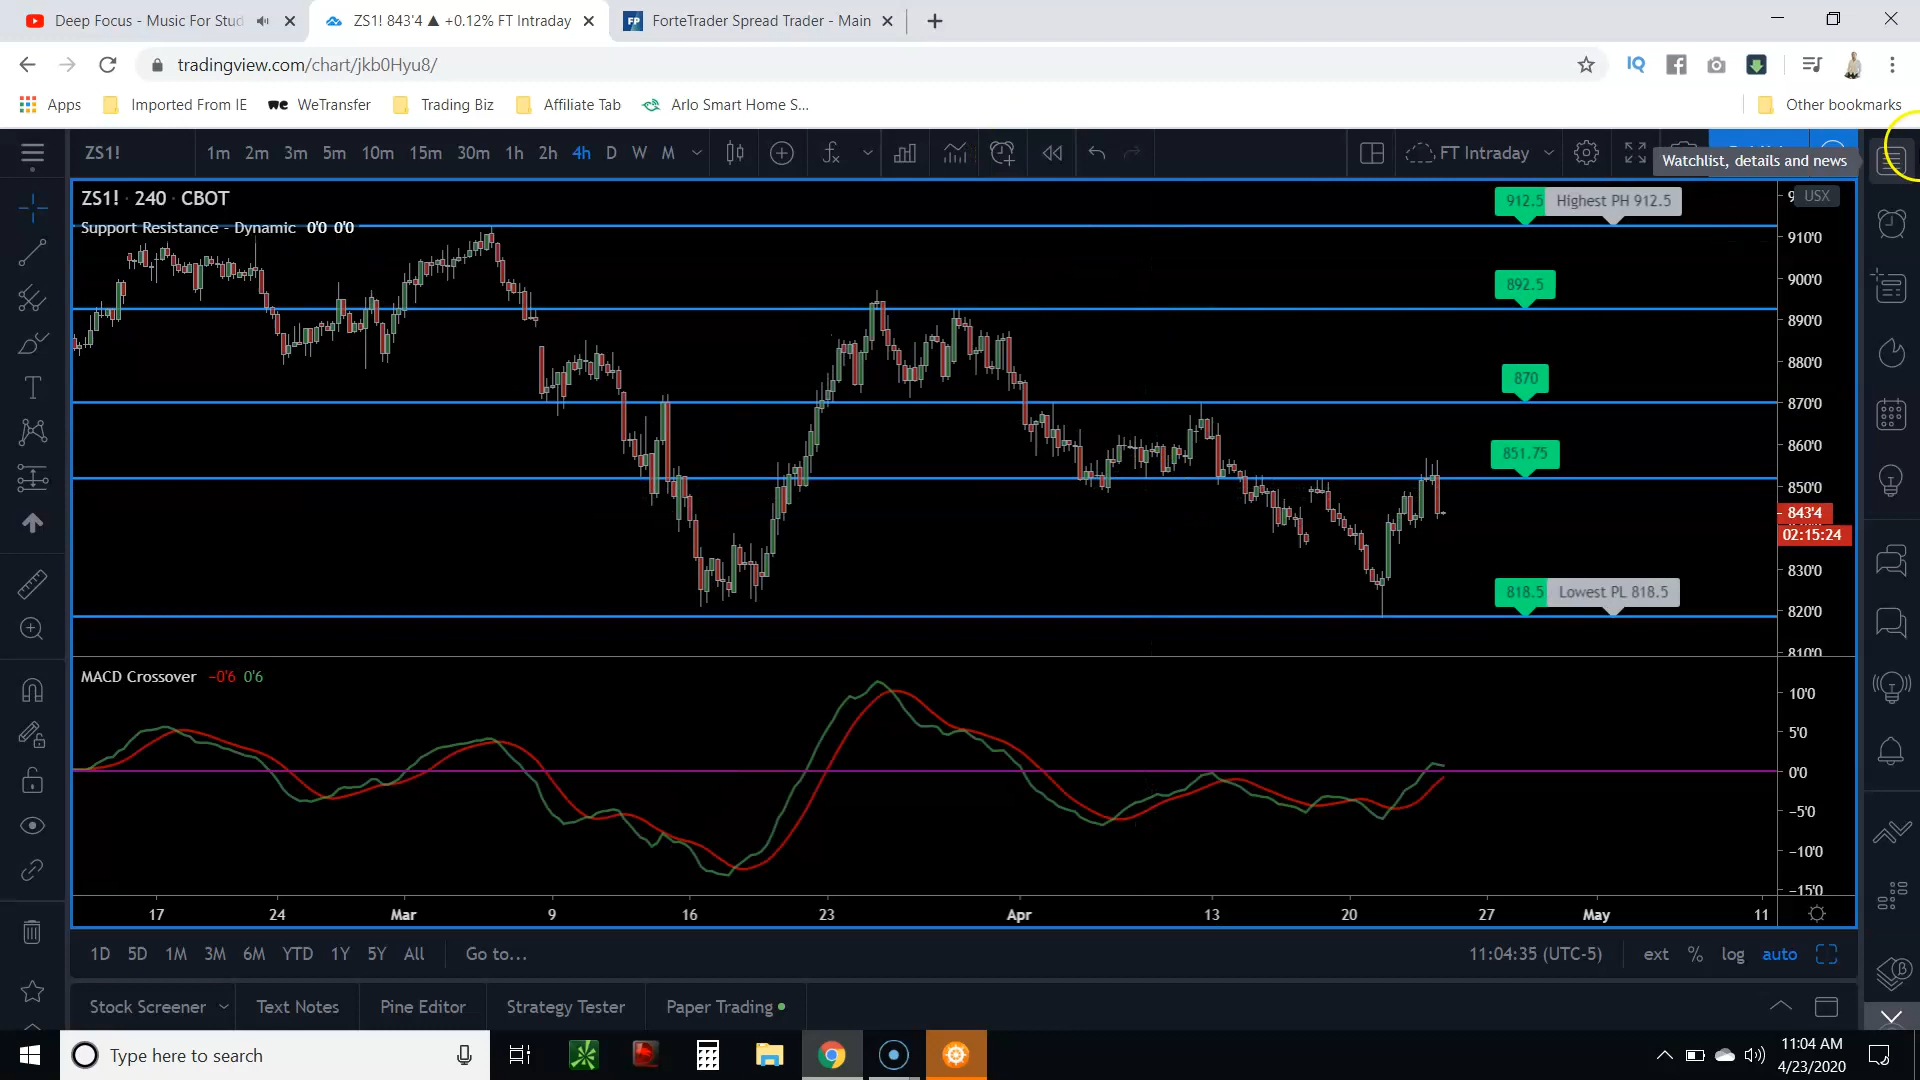 Deep Focus - Music For Stud
ZS1! 843'4 ▲ +0.12% FT Intraday
FP ForteTrader Spread Trader - Main
tradingview.com/chart/jkb0Hyu8/
IQ
Apps Imported From IE we WeTransfer Trading Biz Affiliate Tab Arlo Smart Home S... Other bookmarks
ZS1! 1m 2m 3m 5m 10m 15m 30m 1h 2h 4h D W M FT Intraday
Watchlist, details and news
ZS1! · 240 · CBOT
Support Resistance - Dynamic 0'0 0'0
912.5 Highest PH 912.5
USX
910'0
900'0
892.5
890'0
880'0
870
870'0
860'0
851.75
850'0
843'4
02:15:24
830'0
818.5 Lowest PL 818.5
820'0
810'0
MACD Crossover −0'6 0'6
10'0
5'0
0'0
−5'0
−10'0
−15'0
17 24 Mar 9 16 23 Apr 13 20 27 May 11
1D 5D 1M 3M 6M YTD 1Y 5Y All Go to... 11:04:35 (UTC-5) ext % log auto
Stock Screener Text Notes Pine Editor Strategy Tester Paper Trading
Type here to search
11:04 AM
4/23/2020